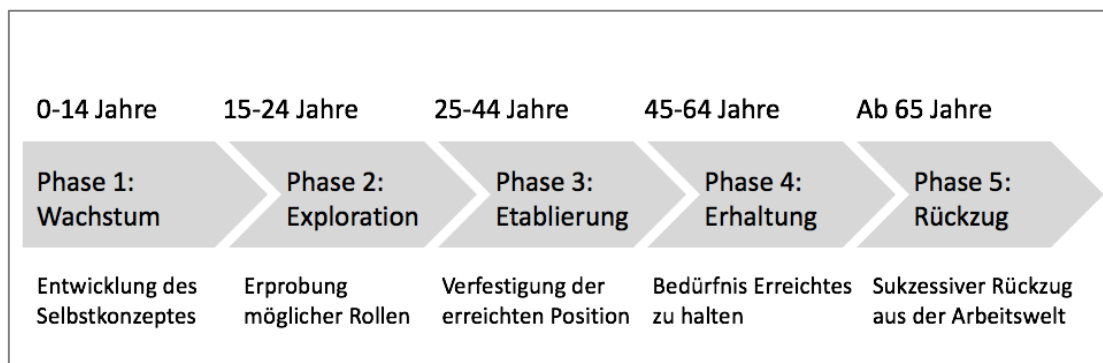 0-14 Jahre
15-24 Jahre
25-44 Jahre
45-64 Jahre
Ab 65 Jahre
Phase 1:
Wachstum
Phase 2:
Exploration
Phase 3:
Etablierung
Phase 4:
Erhaltung
Phase 5:
Rückzug
Entwicklung des
Selbstkonzeptes
Erprobung
möglicher Rollen
Verfestigung der
erreichten Position
Bedürfnis Erreichtes
zu halten
Sukzessiver Rückzug
aus der Arbeitswelt